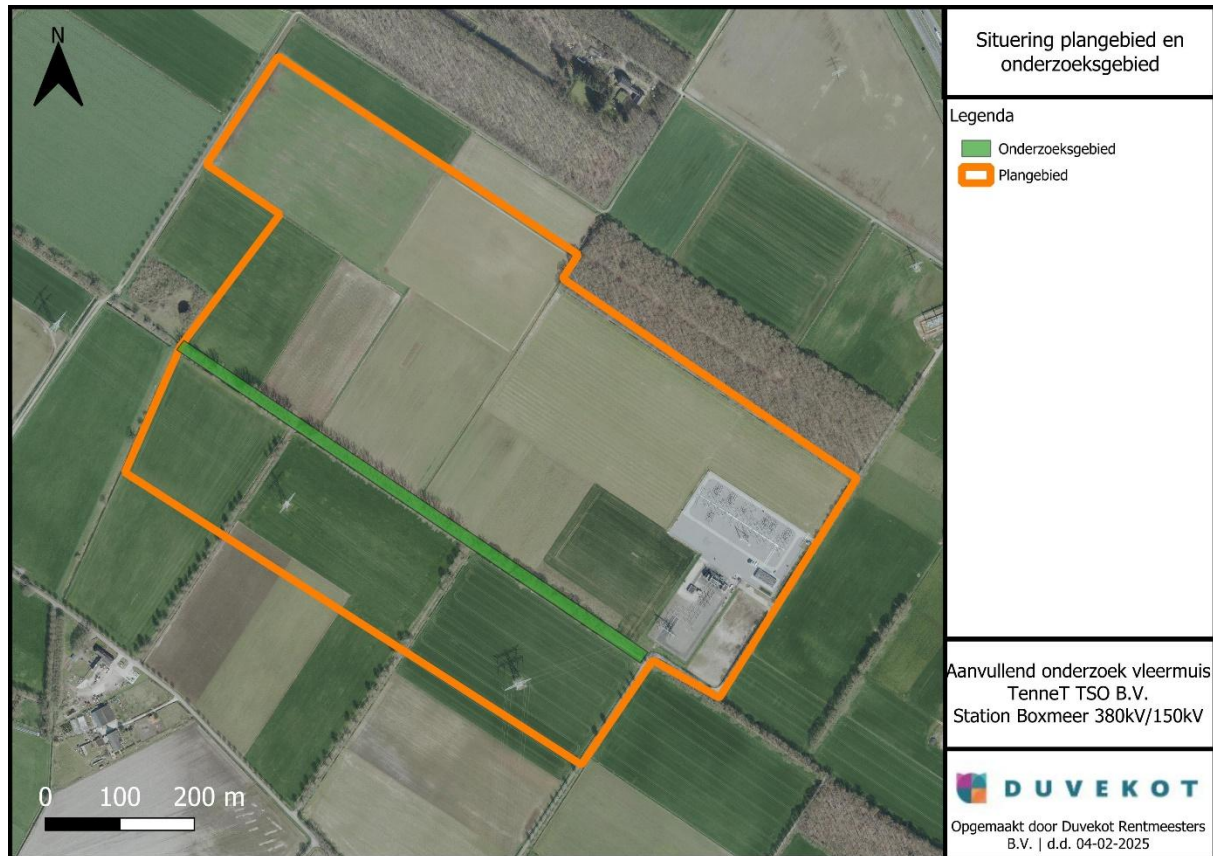 N
Situering plangebied en
onderzoeksgebied
Legenda
Onderzoeksgebied
Plangebied
0 100 200 m
Aanvullend onderzoek vleermuis
TenneT TSO B.V.
Station Boxmeer 380kV/150kV
DUVEKOT
Opgemaakt door Duvekot Rentmeesters
B.V. | d.d. 04-02-2025